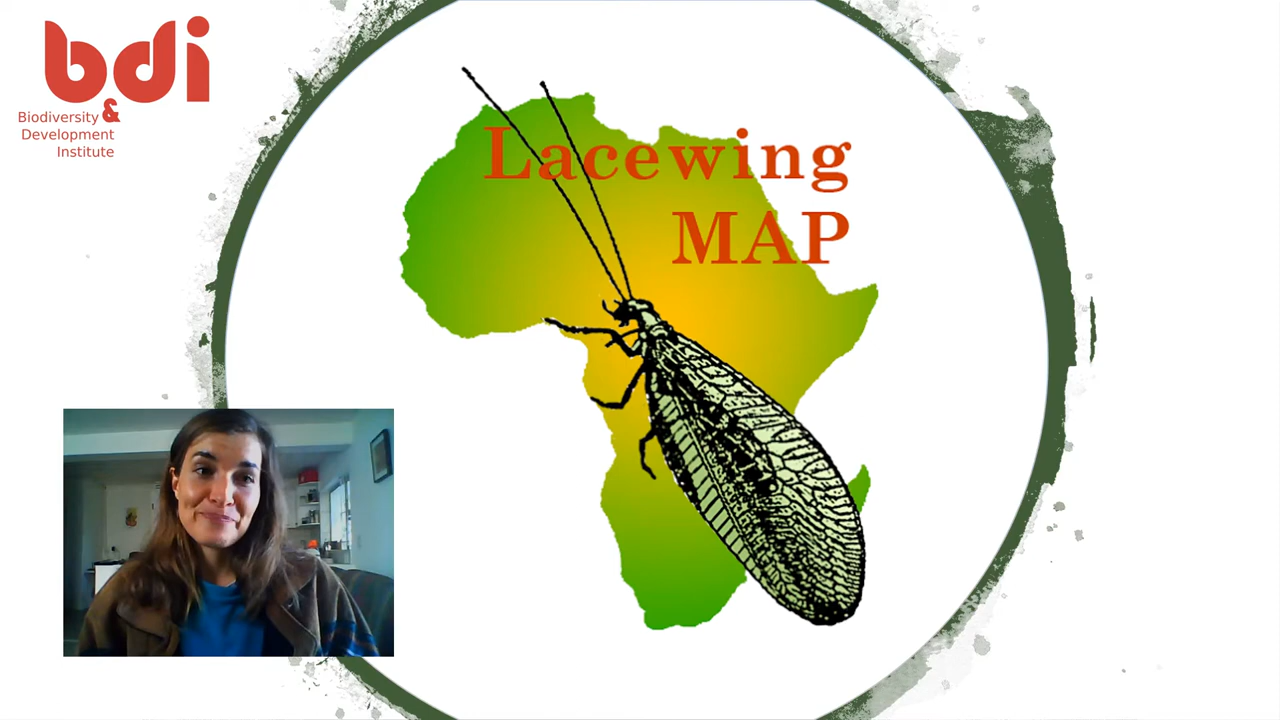 bdi
Biodiversity &
Development
Institute
Lacewing
MAP